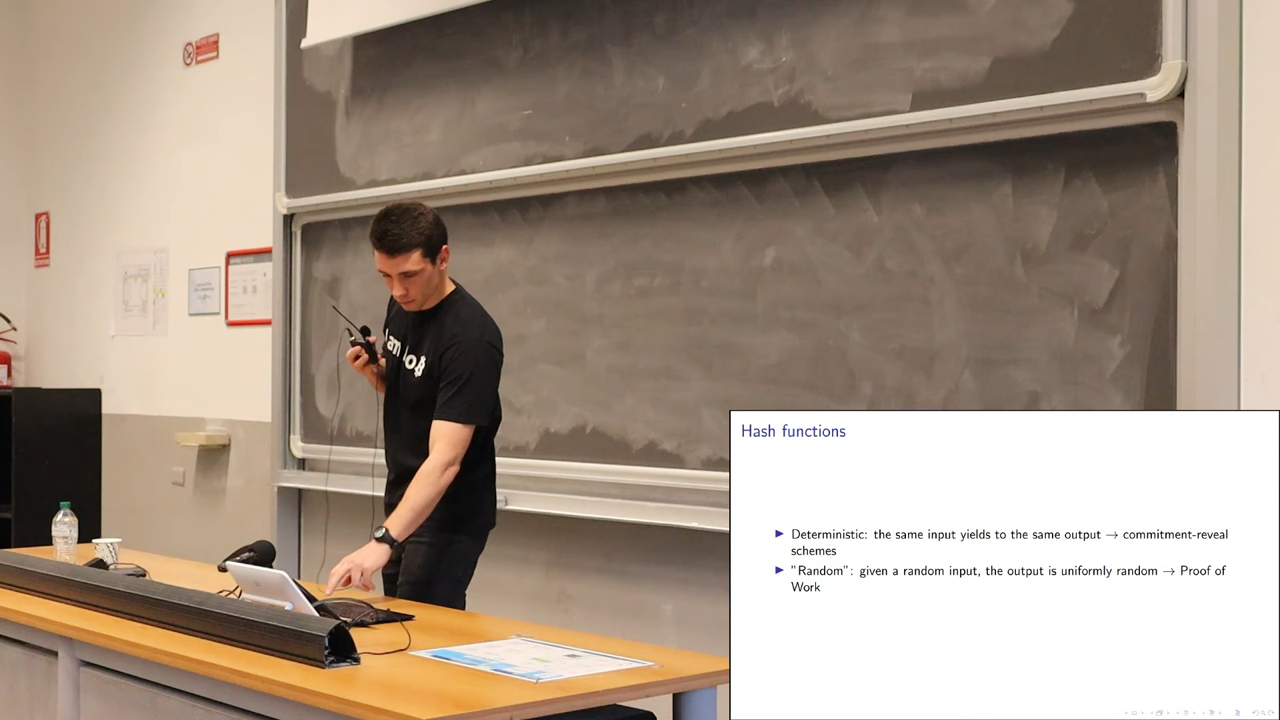 Hash functions
▶ Deterministic: the same input yields to the same output → commitment-reveal
schemes
▶ "Random": given a random input, the output is uniformly random → Proof of
Work